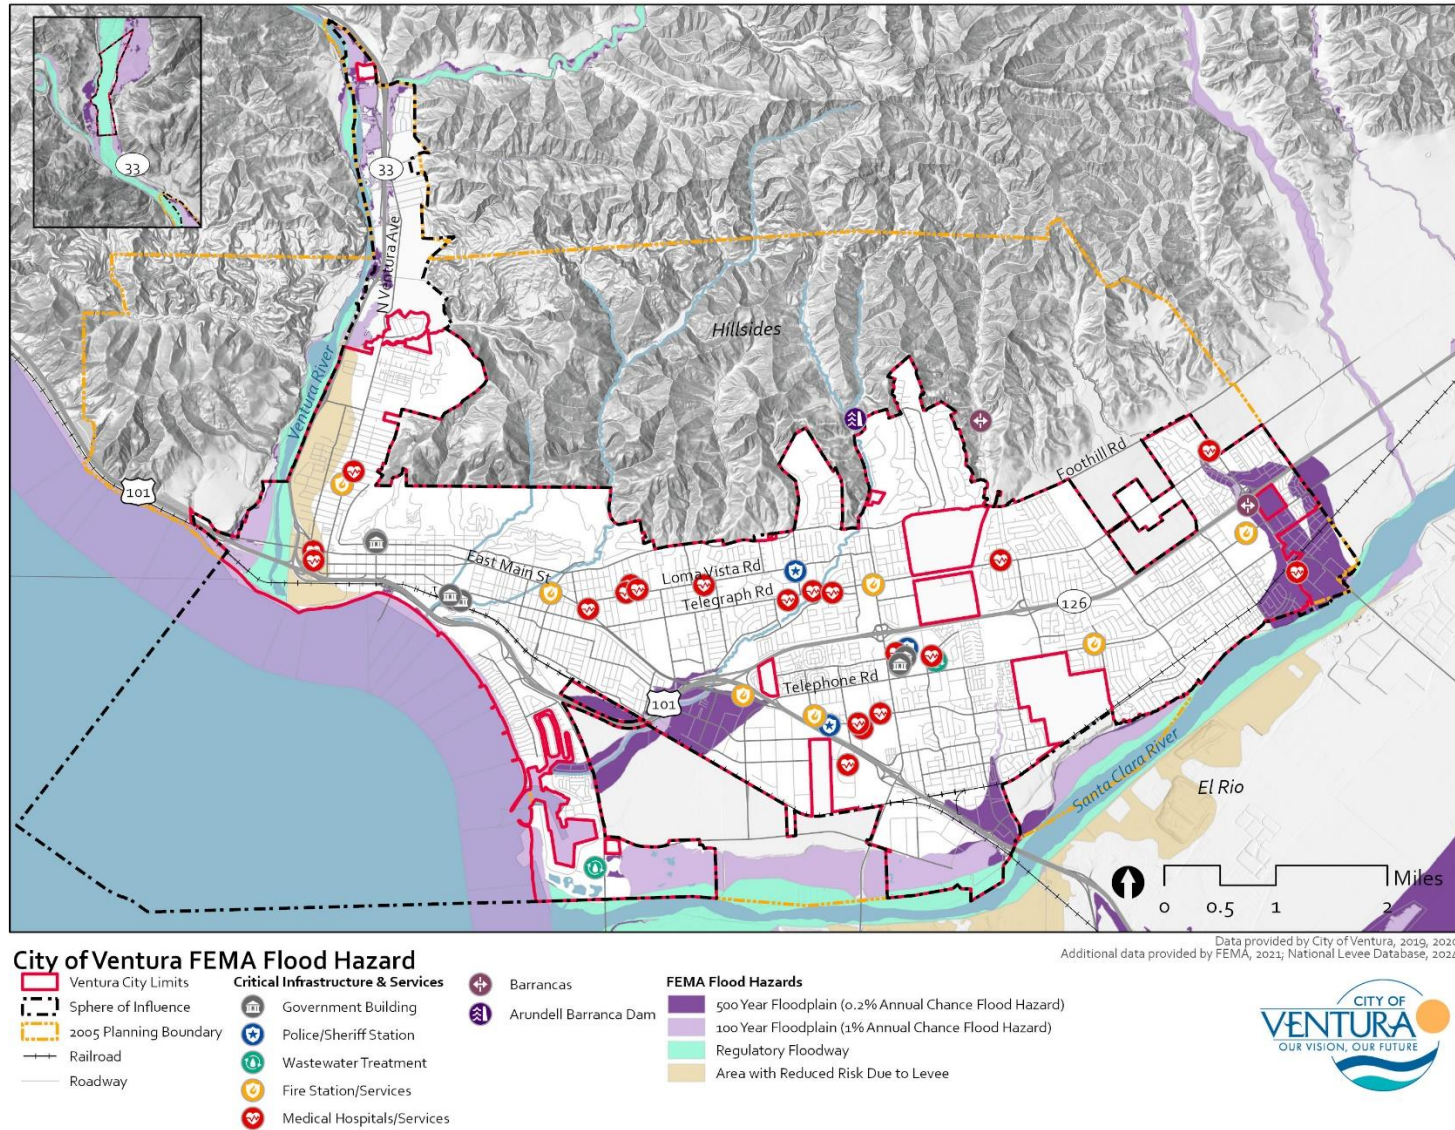 33
33
N Ventura Ave
Hillsides
Ventura River
101
Foothill Rd
East Main St
Loma Vista Rd
Telegraph Rd
126
Telephone Rd
101
Santa Clara River
El Rio
Miles
0 0.5 1 2
Data provided by City of Ventura, 2019, 2020
Additional data provided by FEMA, 2021; National Levee Database, 2024
City of Ventura FEMA Flood Hazard
Ventura City Limits
Sphere of Influence
2005 Planning Boundary
Railroad
Roadway
Critical Infrastructure & Services
Government Building
Police/Sheriff Station
Wastewater Treatment
Fire Station/Services
Medical Hospitals/Services
Barrancas
Arundell Barranca Dam
FEMA Flood Hazards
500 Year Floodplain (0.2% Annual Chance Flood Hazard)
100 Year Floodplain (1% Annual Chance Flood Hazard)
Regulatory Floodway
Area with Reduced Risk Due to Levee
CITY OF
VENTURA
OUR VISION, OUR FUTURE